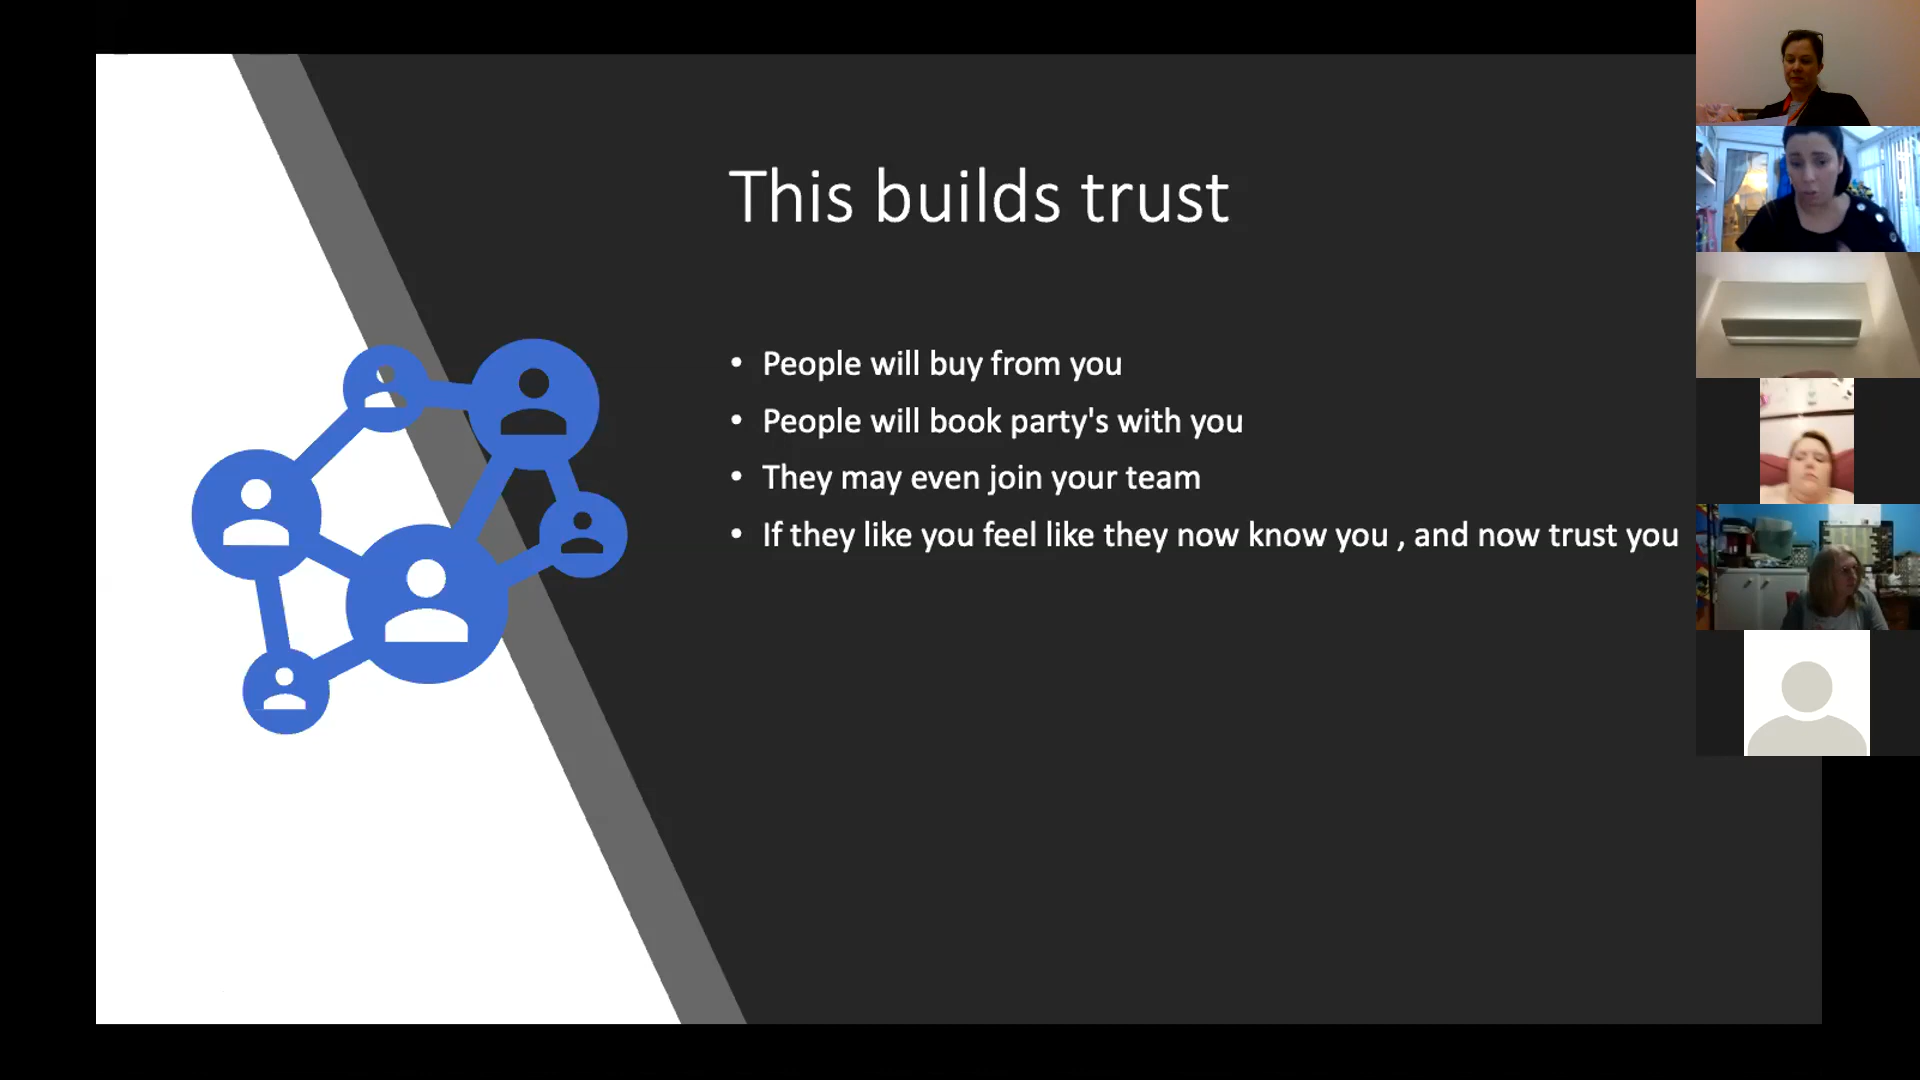 This builds trust
• People will buy from you
• People will book party's with you
• They may even join your team
• If they like you feel like they now know you , and now trust you